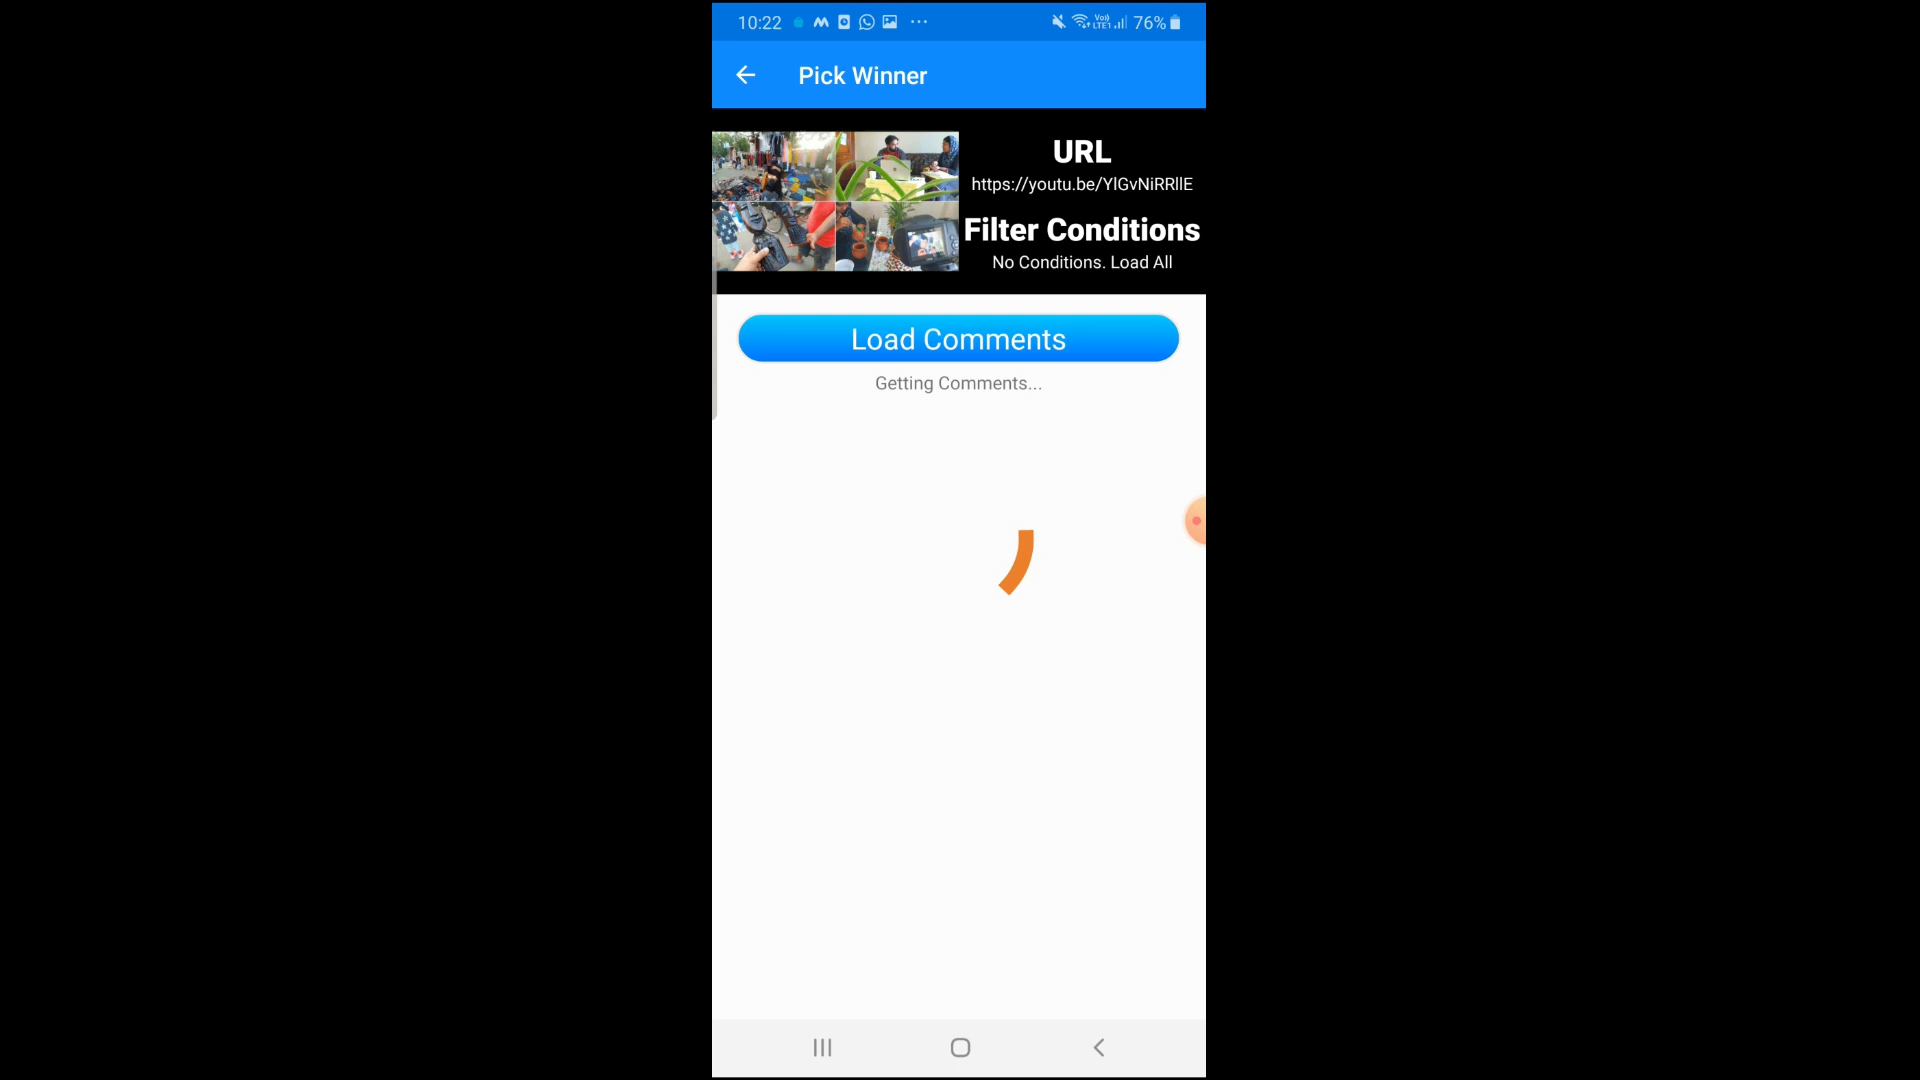 10:22
76%
Pick Winner
URL
https://youtu.be/YlGvNiRRllE
Filter Conditions
No Conditions. Load All
Load Comments
Getting Comments...